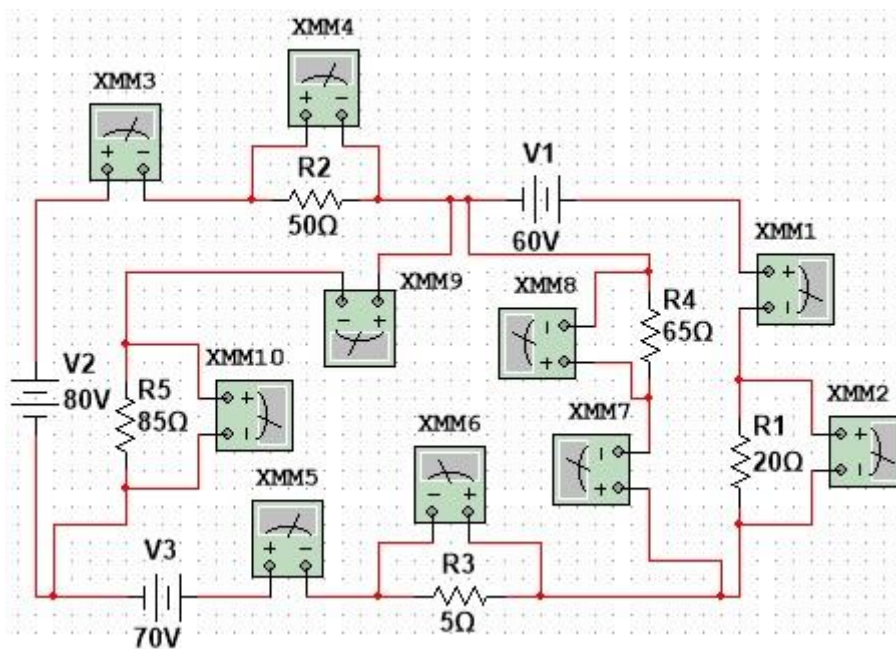 XMM4
XMM3
R2
50Ω
V1
60V
XMM1
XMM9
XMM8
R4
65Ω
V2
80V
XMM10
R5
85Ω
XMM7
XMM6
XMM2
R1
20Ω
XMM5
V3
70V
R3
5Ω